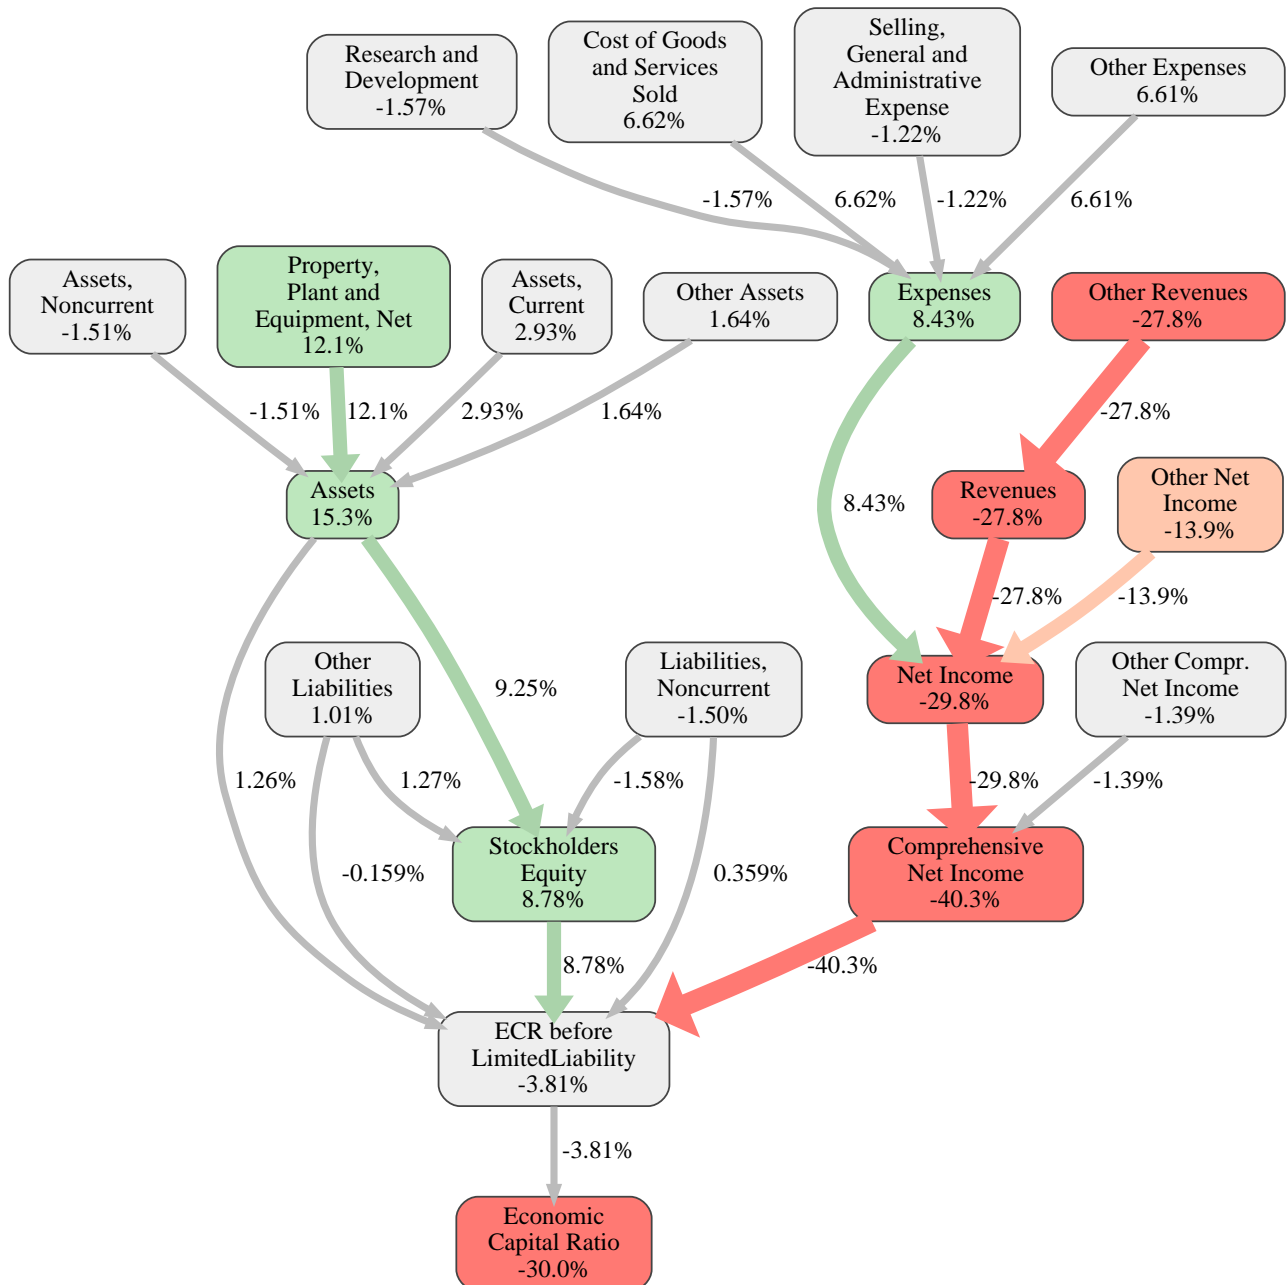 Research and
Development
-1.57%
Cost of Goods
and Services
Sold
6.62%
Selling,
General and
Administrative
Expense
-1.22%
Other Expenses
6.61%
-1.57%
6.62%
-1.22%
6.61%
Assets,
Noncurrent
-1.51%
Property,
Plant and
Equipment, Net
12.1%
Assets,
Current
2.93%
Other Assets
1.64%
Expenses
8.43%
Other Revenues
-27.8%
-1.51%
12.1%
2.93%
1.64%
-27.8%
Assets
15.3%
8.43%
Revenues
-27.8%
Other Net
Income
-13.9%
-27.8%
-13.9%
Other
Liabilities
1.01%
9.25%
Liabilities,
Noncurrent
-1.50%
Net Income
-29.8%
Other Compr.
Net Income
-1.39%
1.26%
1.27%
-1.58%
-29.8%
-1.39%
-0.159%
Stockholders
Equity
8.78%
0.359%
Comprehensive
Net Income
-40.3%
8.78%
-40.3%
ECR before
LimitedLiability
-3.81%
-3.81%
Economic
Capital Ratio
-30.0%